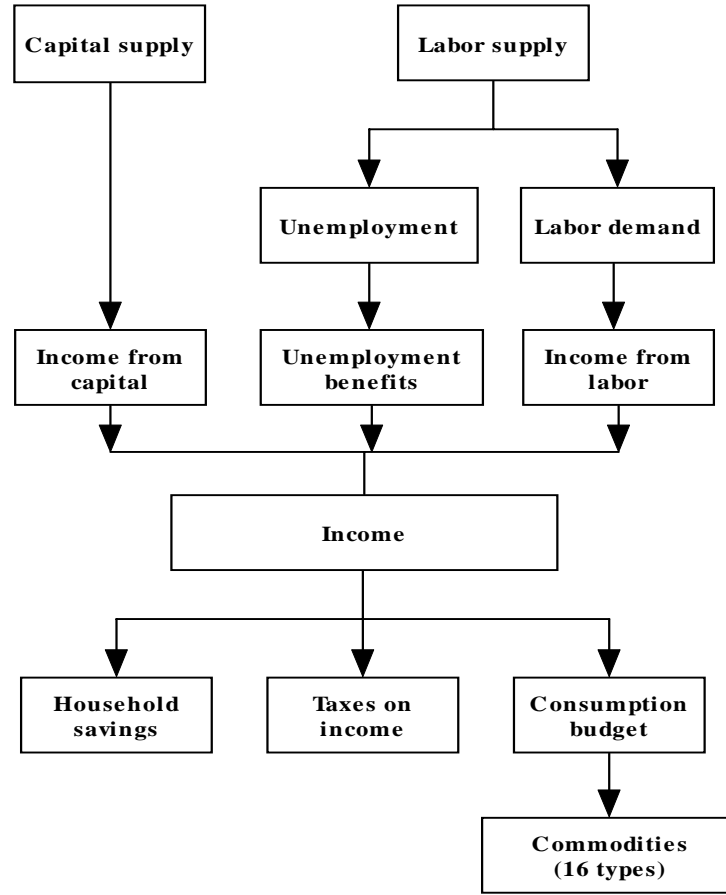 Capital supply
Labor supply
Unemployment
Labor demand
Income from
capital
Unemployment
benefits
Income from
labor
Income
Household
savings
Taxes on
income
Consumption
budget
Commodities
(16 types)